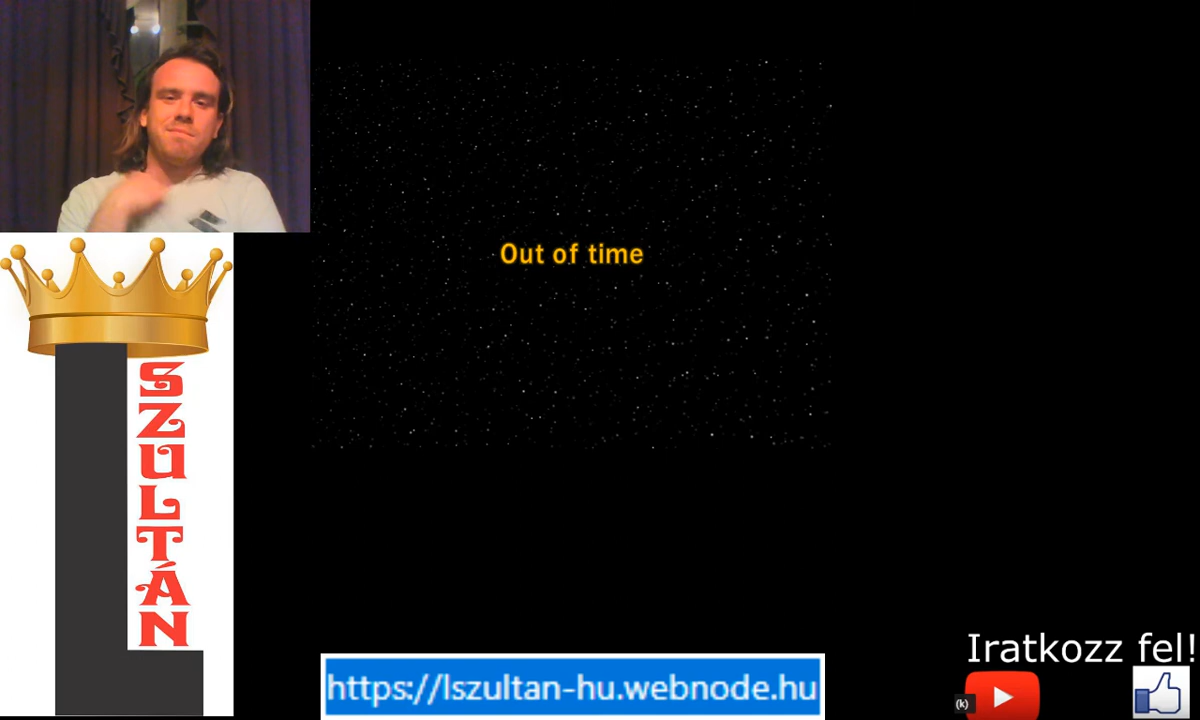 Out of time
L
SZULTÁN
https://lszultan-hu.webnode.hu
Iratkozz fel!
(k)